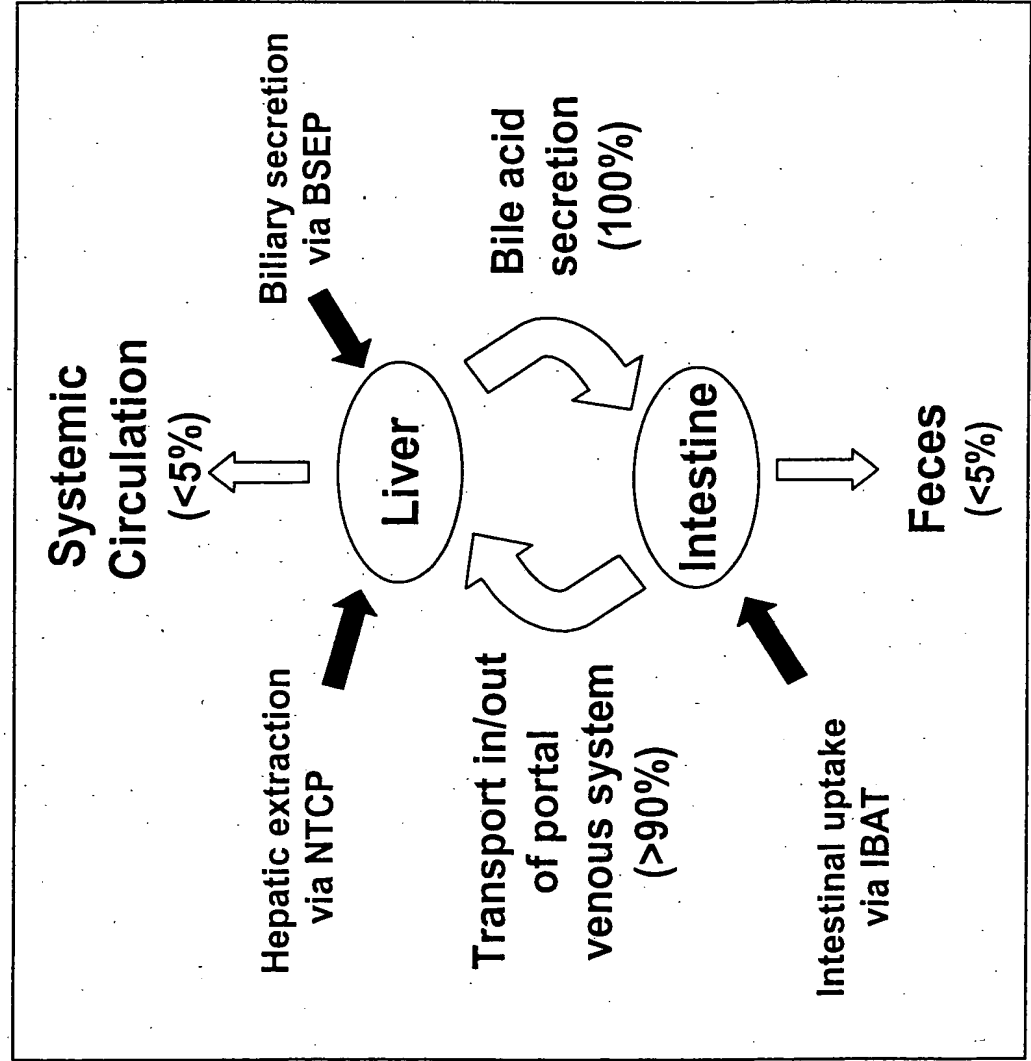 Systemic
Circulation
(<5%)
Hepatic extraction
via NTCP
Biliary secretion
via BSEP
Liver
Transport in/out
of portal
venous system
(>90%)
Bile acid
secretion
(100%)
Intestine
Intestinal uptake
via IBAT
Feces
(<5%)